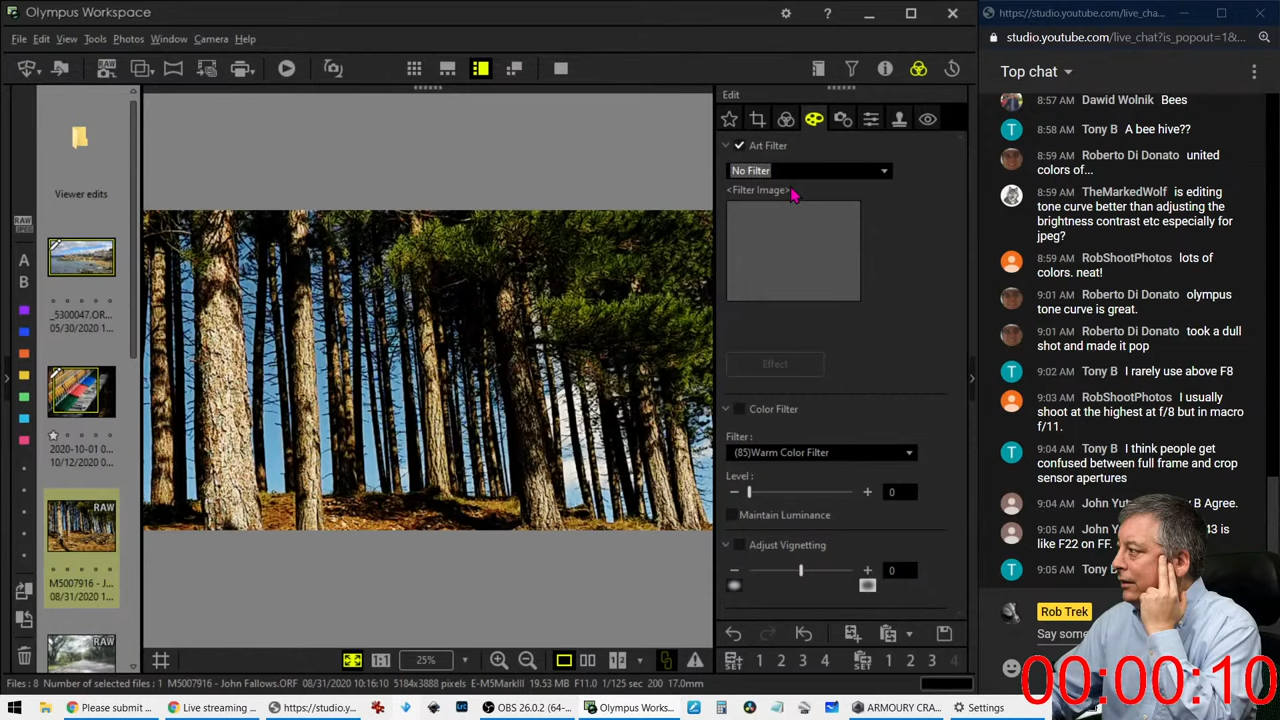 Olympus Workspace
File Edit View Tools Photos Window Camera Help
Viewer edits
RAW
JPEG
A
B
_5300047.OR...
05/30/2020 1...
2020-10-01 0...
10/12/2020 0...
RAW
M5007916 - J...
08/31/2020 1...
RAW
Edit
Art Filter
No Filter
<Filter Image>
Effect
Color Filter
Filter :
(85)Warm Color Filter
Level :
0
Maintain Luminance
Adjust Vignetting
0
1:1
25%
1 2
1 2 3 4
1 2 3 4
Files : 8 Number of selected files : 1 M5007916 - John Fallows.ORF 08/31/2020 10:16:10 5184x3888 pixels E-M5MarkIII 19.53 MB F11.0 1/125 sec 200 17.0mm
https://studio.youtube.com/live_cha...
studio.youtube.com/live_chat?is_popout=1&...
Top chat
8:57 AM Dawid Wolnik Bees
T 8:58 AM Tony B A bee hive??
8:59 AM Roberto Di Donato united
colors of...
8:59 AM TheMarkedWolf is editing
tone curve better than adjusting the
brightness contrast etc especially for
jpeg?
8:59 AM RobShootPhotos lots of
colors. neat!
9:01 AM Roberto Di Donato olympus
tone curve is great.
9:01 AM Roberto Di Donato took a dull
shot and made it pop
T 9:02 AM Tony B I rarely use above F8
9:03 AM RobShootPhotos I usually
shoot at the highest at f/8 but in macro
f/11.
T 9:04 AM Tony B I think people get
confused between full frame and crop
sensor apertures
9:04 AM John B Agree.
9:05 AM John is
like F22 on FF.
T 9:05 AM Tony
Rob Trek
Say
00:00:10
Please submit ...
Live streaming ...
https://studio.y...
Lrc
OBS 26.0.2 (64-...
Olympus Works...
ARMOURY CRA...
Settings